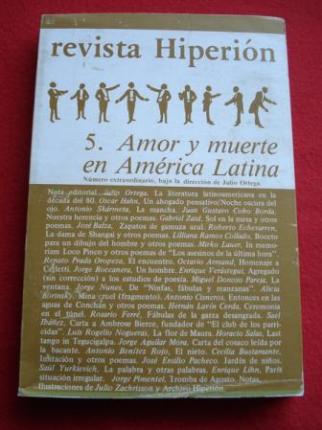 revista Hiperión
5. Amor y muerte
en América Latina
Número extraordinario, bajo la dirección de Julio Ortega.
Nota editorial. Julio Ortega. La literatura latinoamericana en la
década del 80. Oscar Hahn, Un ahogado pensativo/Noche oscura del
ojo. Antonio Skármeta, La mancha. Juan Gustavo Cobo Borda,
Nuestra herencia y otros poemas. Gabriel Zaid, Sol en la mesa y otros
poemas. José Balza, Zapatos de gamuza azul. Roberto Echavarren,
La dama de Shangai y otros poemas. Lilliana Ramos Collado, Boceto
para un dibujo del hombre y otros poemas. Mirko Lauer, In memo-
riam Loco Pinco y otros poemas de "Los asesinos de la última hora".
Renato Prada Oropeza, El encuentro. Octavio Armand, Homenaje a
Celletti. Jorge Boccanera, Un hombre. Enrique Verástegui, Agregado
(sin corrección) a los estudios de poesía. Miguel Donoso Pareja, La
ventana. Jorge Nunes, De "Ninfas, fábulas y manzanas". Alicia
Borinsky, Mina cruel (fragmento). Antonio Cisneros, Entonces en las
aguas de Conchán y otros poemas. Hernán Lavín Cerda, Ceremonia
en el túnel. Rosario Ferré, Fábulas de la garza desangrada. Sael
Ibáñez, Carta a Ambrose Bierce, fundador de "El club de los parri-
cidas". Luis Rogelio Nogueras, La flor de Maura. Horacio Salas, Last
tango in Tegucigalpa. Jorge Aguilar Mora, Carta del cosaco leída por
la bacante. Antonio Benítez Rojo, El nieto. Cecilia Bustamante,
Imitación y otros poemas. José Emilio Pacheco, Jardín de niños.
Saúl Yurkievich, La palabra y otras palabras. Enrique Lihn, París
situación irregular. Jorge Pimentel, Tromba de Agosto. Notas,
Ilustraciones de Julio Zachrisson y Archivo Hiperión.